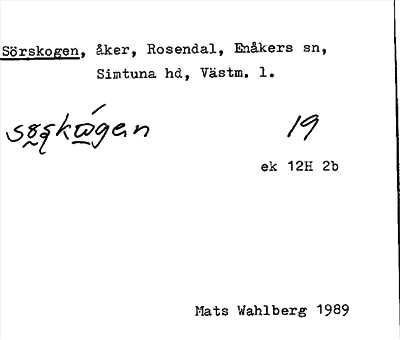 Sörskogen, åker, Rosendal, Enåkers sn,
Simtuna hd, Västm. l.
19
ek 12H 2b
Mats Wahlberg 1989